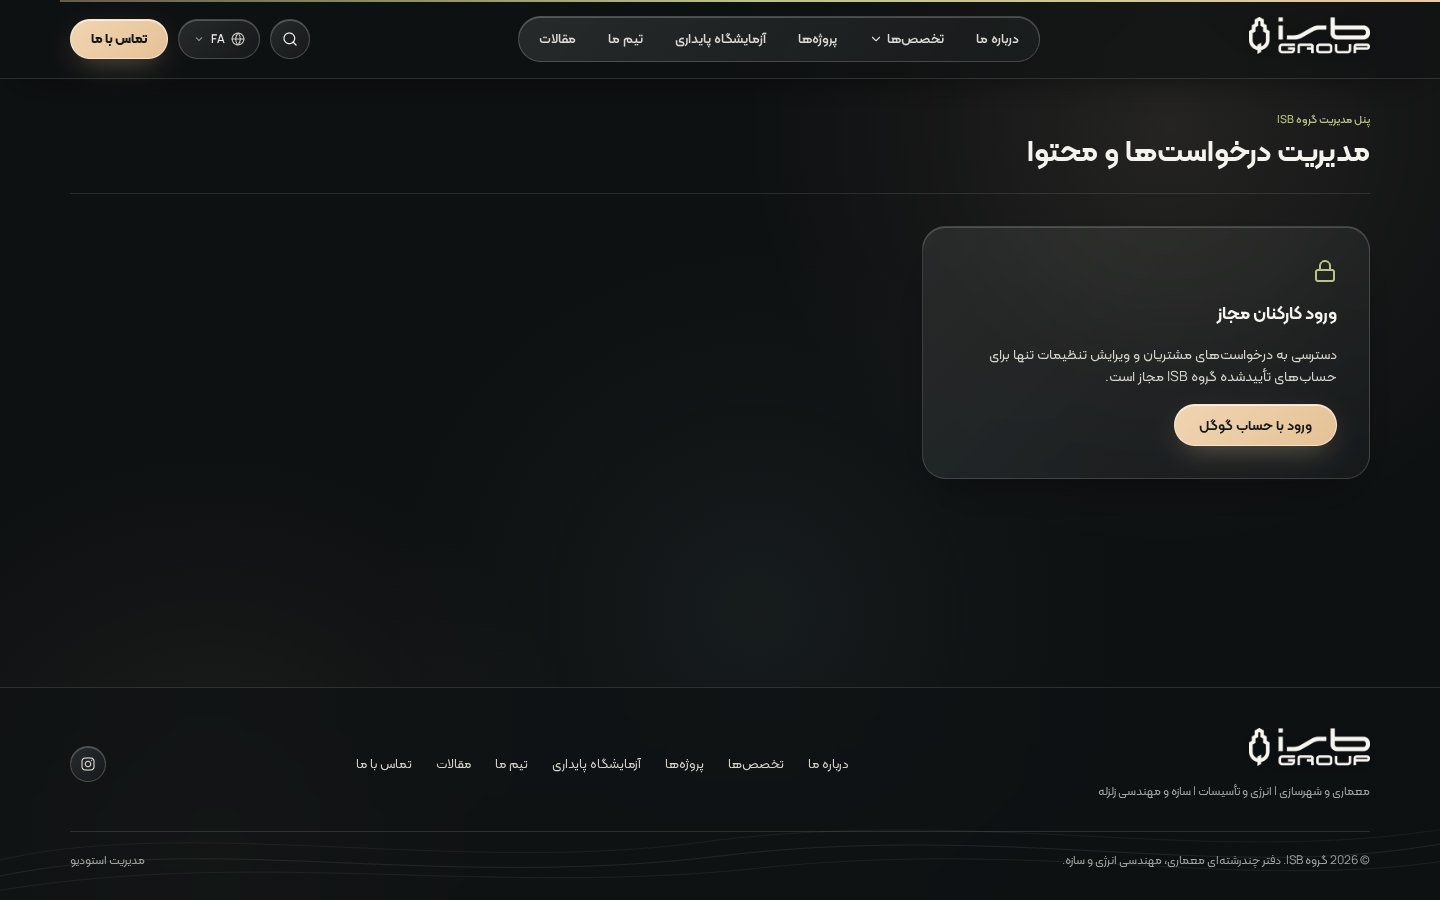 isb
GROUP
درباره ما
تخصص‌ها
پروژه‌ها
آزمایشگاه پایداری
تیم ما
مقالات
FA
تماس با ما
پنل مدیریت گروه ISB
مدیریت درخواست‌ها و محتوا
ورود کارکنان مجاز
دسترسی به درخواست‌های مشتریان و ویرایش تنظیمات تنها برای
حساب‌های تأییدشده گروه ISB مجاز است.
ورود با حساب گوگل
isb
GROUP
معماری و شهرسازی | انرژی و تأسیسات | سازه و مهندسی زلزله
درباره ما
تخصص‌ها
پروژه‌ها
آزمایشگاه پایداری
تیم ما
مقالات
تماس با ما
© 2026 گروه ISB. دفتر چندرشته‌ای معماری، مهندسی انرژی و سازه.
مدیریت استودیو